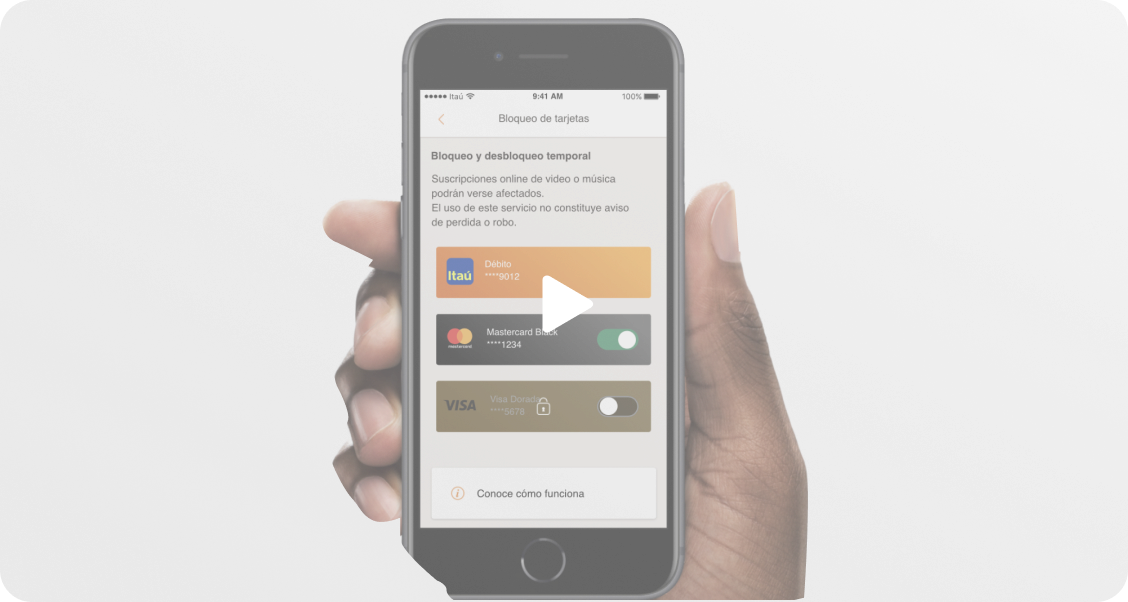 Itaú 9:41 AM 100%
Bloqueo de tarjetas
Bloqueo y desbloqueo temporal
Suscripciones online de video o música
podràn verse afectados.
El uso de este servicio no constituye aviso
de perdida o robo.
Itaú
Débito
****9012
mastercard
Mastercard Black
****1234
VISA
Visa Dorada
****5678
Conoce cómo funciona